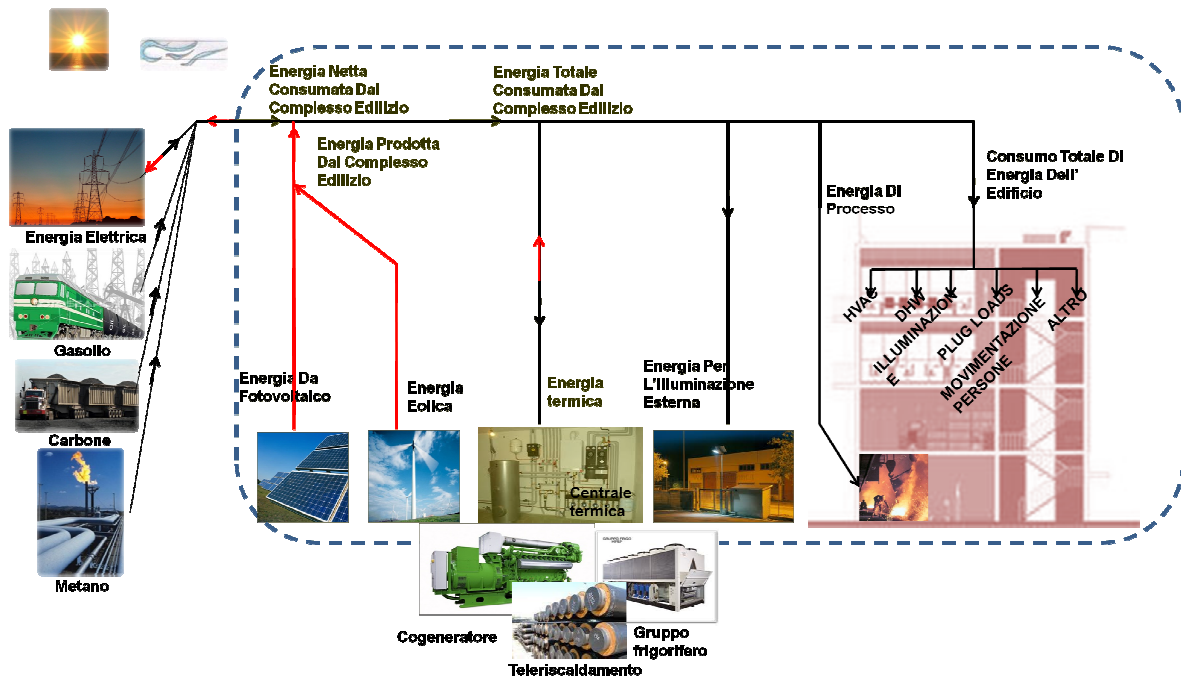 Energia Netta
Consumata Dal
Complesso Edilizio
Energia Totale
Consumata Dal
Complesso Edilizio
Energia Prodotta
Dal Complesso
Edilizio
Consumo Totale Di
Energia Dell'
Edificio
Energia Di
Processo
Energia Elettrica
Gasolio
Carbone
Metano
HVAC
DHW
ILLUMINAZION
E
PLUG LOADS
MOVIMENTAZIONE
PERSONE
ALTRO
Energia Da
Fotovoltaico
Energia
Eolica
Energia
termica
Energia Per
L'Illuminazione
Esterna
Centrale
termica
Cogeneratore
Teleriscaldamento
Gruppo
frigorifero